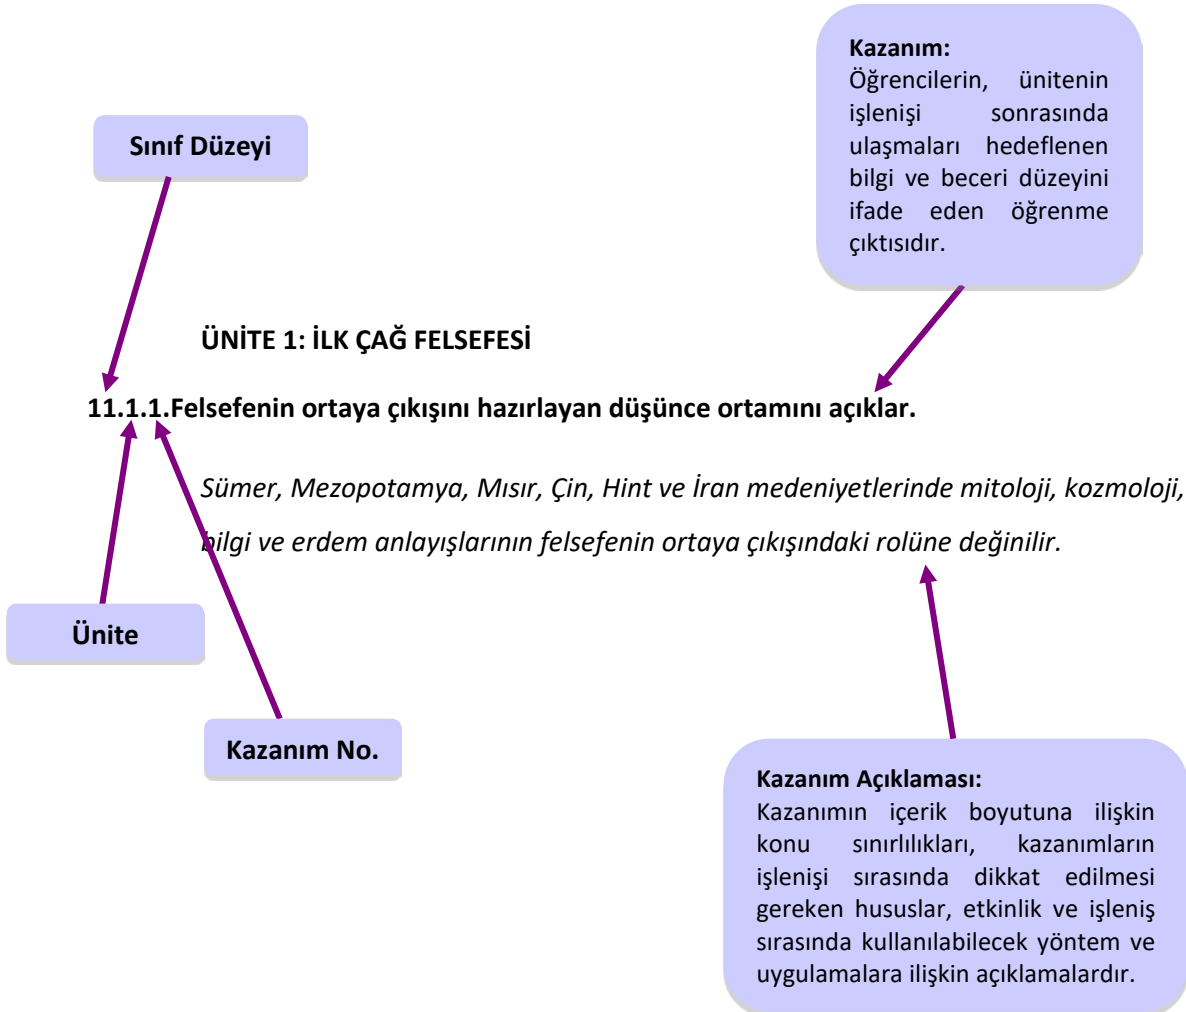 Kazanım:
Öğrencilerin, ünitenin
işlenişi sonrasında
ulaşmaları hedeflenen
bilgi ve beceri düzeyini
ifade eden öğrenme
çıktısıdır.
Sınıf Düzeyi
ÜNİTE 1: İLK ÇAĞ FELSEFESİ
11.1.1.Felsefenin ortaya çıkışını hazırlayan düşünce ortamını açıklar.
Sümer, Mezopotamya, Mısır, Çin, Hint ve İran medeniyetlerinde mitoloji, kozmoloji,
bilgi ve erdem anlayışlarının felsefenin ortaya çıkışındaki rolüne değinilir.
Ünite
Kazanım No.
Kazanım Açıklaması:
Kazanımın içerik boyutuna ilişkin
konu sınırlılıkları, kazanımların
işlenişi sırasında dikkat edilmesi
gereken hususlar, etkinlik ve işleniş
sırasında kullanılabilecek yöntem ve
uygulamalara ilişkin açıklamalardır.